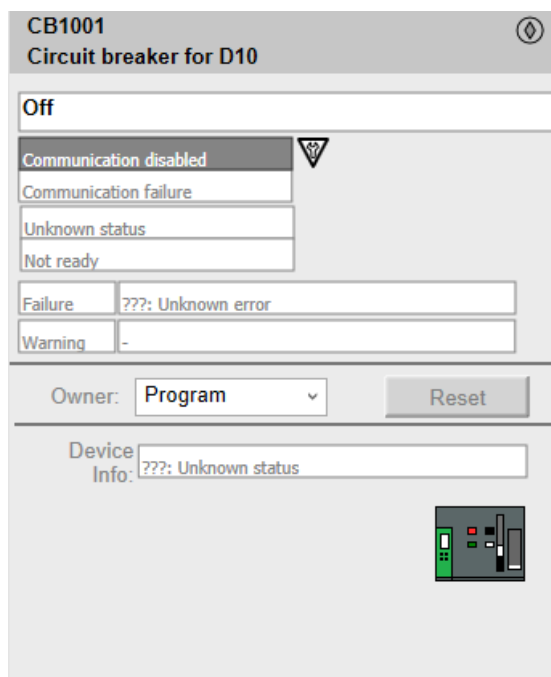 CB1001
Circuit breaker for D10
Off
Communication disabled
Communication failure
Unknown status
Not ready
Failure ???: Unknown error
Warning -
Owner: Program Reset
Device
Info: ???: Unknown status